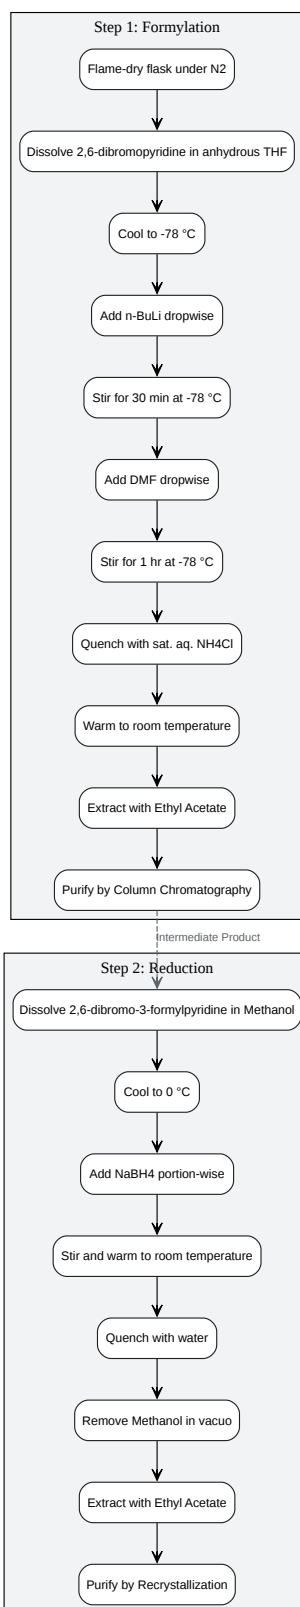 Step 1: Formylation
Flame-dry flask under N2
Dissolve 2,6-dibromopyridine in anhydrous THF
Cool to -78 °C
Add n-BuLi dropwise
Stir for 30 min at -78 °C
Add DMF dropwise
Stir for 1 hr at -78 °C
Quench with sat. aq. NH4Cl
Warm to room temperature
Extract with Ethyl Acetate
Purify by Column Chromatography
Intermediate Product
Step 2: Reduction
Dissolve 2,6-dibromo-3-formylpyridine in Methanol
Cool to 0 °C
Add NaBH4 portion-wise
Stir and warm to room temperature
Quench with water
Remove Methanol in vacuo
Extract with Ethyl Acetate
Purify by Recrystallization